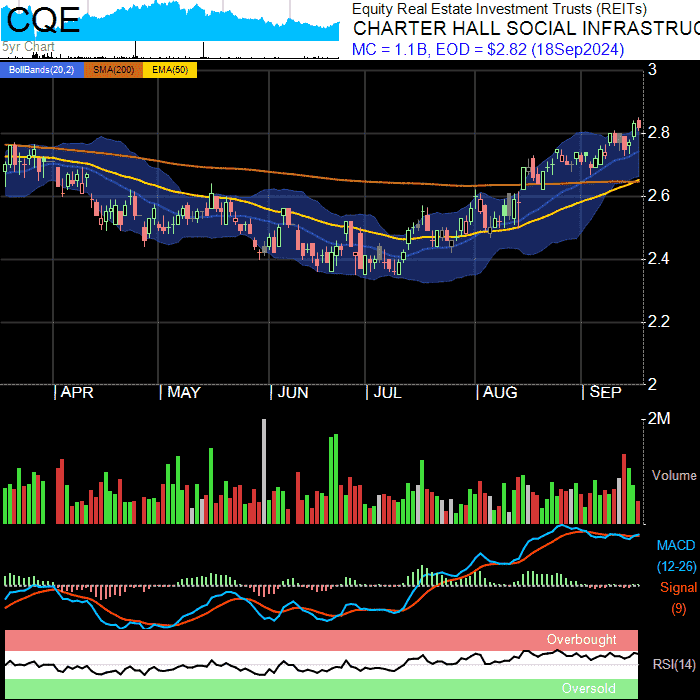 CQE
5yr Chart
Equity Real Estate Investment Trusts (REITs)
CHARTER HALL SOCIAL INFRASTRUC
MC = 1.1B, EOD = $2.82 (18Sep2024)
BollBands(20,2) SMA(200) EMA(50)
3
2.8
2.6
2.4
2.2
2
APR MAY JUN JUL AUG SEP
2M
Volume
MACD
(12-26)
Signal
(9)
Overbought
RSI(14)
Oversold